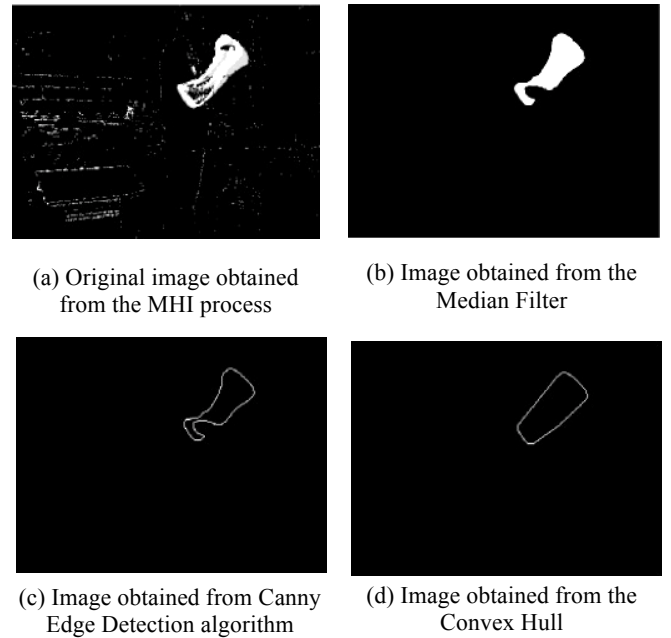 (a) Original image obtained
from the MHI process
(b) Image obtained from the
Median Filter
(c) Image obtained from Canny
Edge Detection algorithm
(d) Image obtained from the
Convex Hull